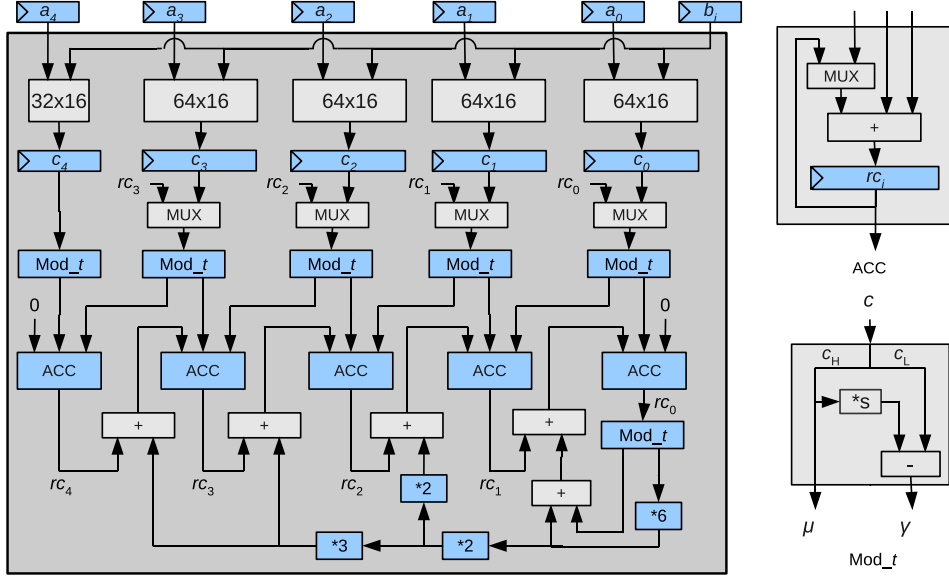 a4 a3 a2 a1 a0 bi
32x16 64x16 64x16 64x16 64x16
c4 c3 c2 c1 c0
rc3 rc2 rc1 rc0
MUX MUX MUX MUX
Mod_t Mod_t Mod_t Mod_t Mod_t
0 0
ACC ACC ACC ACC ACC
rc0
+ + + +
Mod_t
rc4 rc3 rc2 rc1
*2
+
*6
*3 *2
MUX
+
rci
ACC
c
cH cL
*s
-
μ γ
Mod_t